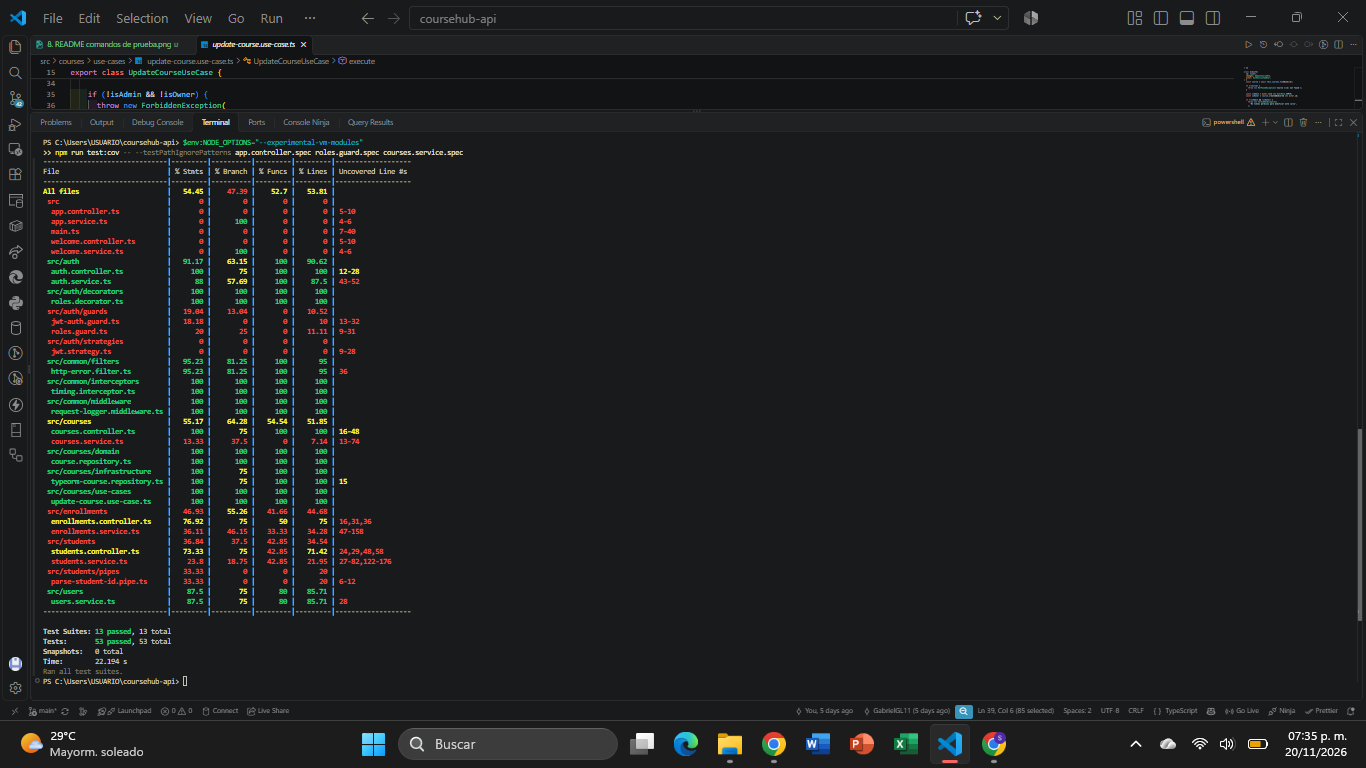 File Edit Selection View Go Run ··· coursehub-api
8. README comandos de prueba.png U update-course.use-case.ts
src > courses > use-cases > update-course.use-case.ts > UpdateCourseUseCase > execute
15 export class UpdateCourseUseCase {
34
35 if (!isAdmin && !isOwner) {
36 throw new ForbiddenException(
Problems Output Debug Console Terminal Ports Console Ninja Query Results powershell
PS C:\Users\USUARIO\coursehub-api> $env:NODE_OPTIONS="--experimental-vm-modules"
>> npm run test:cov -- --testPathIgnorePatterns app.controller.spec roles.guard.spec courses.service.spec
File | % Stmts | % Branch | % Funcs | % Lines | Uncovered Line #s
All files | 54.45 | 47.39 | 52.7 | 53.81 |
src | 0 | 0 | 0 | 0 |
app.controller.ts | 0 | 0 | 0 | 0 | 5-10
app.service.ts | 0 | 100 | 0 | 0 | 4-6
main.ts | 0 | 0 | 0 | 0 | 7-40
welcome.controller.ts | 0 | 0 | 0 | 0 | 5-10
welcome.service.ts | 0 | 100 | 0 | 0 | 4-6
src/auth | 91.17 | 63.15 | 100 | 90.62 |
auth.controller.ts | 100 | 75 | 100 | 100 | 12-28
auth.service.ts | 88 | 57.69 | 100 | 87.5 | 43-52
src/auth/decorators | 100 | 100 | 100 | 100 |
roles.decorator.ts | 100 | 100 | 100 | 100 |
src/auth/guards | 19.04 | 13.04 | 0 | 10.52 |
jwt-auth.guard.ts | 18.18 | 0 | 0 | 10 | 13-32
roles.guard.ts | 20 | 25 | 0 | 11.11 | 9-31
src/auth/strategies | 0 | 0 | 0 | 0 |
jwt.strategy.ts | 0 | 0 | 0 | 0 | 9-28
src/common/filters | 95.23 | 81.25 | 100 | 95 |
http-error.filter.ts | 95.23 | 81.25 | 100 | 95 | 36
src/common/interceptors | 100 | 100 | 100 | 100 |
timing.interceptor.ts | 100 | 100 | 100 | 100 |
src/common/middleware | 100 | 100 | 100 | 100 |
request-logger.middleware.ts | 100 | 100 | 100 | 100 |
src/courses | 55.17 | 64.28 | 54.54 | 51.85 |
courses.controller.ts | 100 | 75 | 100 | 100 | 16-48
courses.service.ts | 13.33 | 37.5 | 0 | 7.14 | 13-74
src/courses/domain | 100 | 100 | 100 | 100 |
course.repository.ts | 100 | 100 | 100 | 100 |
src/courses/infrastructure | 100 | 75 | 100 | 100 |
typeorm-course.repository.ts | 100 | 75 | 100 | 100 | 15
src/courses/use-cases | 100 | 100 | 100 | 100 |
update-course.use-case.ts | 100 | 100 | 100 | 100 |
src/enrollments | 46.93 | 55.26 | 41.66 | 44.68 |
enrollments.controller.ts | 76.92 | 75 | 50 | 75 | 16,31,36
enrollments.service.ts | 36.11 | 46.15 | 33.33 | 34.28 | 47-158
src/students | 36.84 | 37.5 | 42.85 | 34.54 |
students.controller.ts | 73.33 | 75 | 42.85 | 71.42 | 24,29,48,58
students.service.ts | 23.8 | 18.75 | 42.85 | 21.95 | 27-82,122-176
src/students/pipes | 33.33 | 0 | 0 | 20 |
parse-student-id.pipe.ts | 33.33 | 0 | 0 | 20 | 6-12
src/users | 87.5 | 75 | 80 | 85.71 |
users.service.ts | 87.5 | 75 | 80 | 85.71 | 28
Test Suites: 13 passed, 13 total
Tests: 53 passed, 53 total
Snapshots: 0 total
Time: 22.194 s
Ran all test suites.
PS C:\Users\USUARIO\coursehub-api>
main* Launchpad 0 0 Connect Live Share You, 5 days ago GabrielGL11 (5 days ago) Ln 39, Col 6 (85 selected) Spaces: 2 UTF-8 CRLF { } TypeScript Go Live Ninja Prettier
29°C
Mayorm. soleado
Buscar
07:35 p. m.
20/11/2026